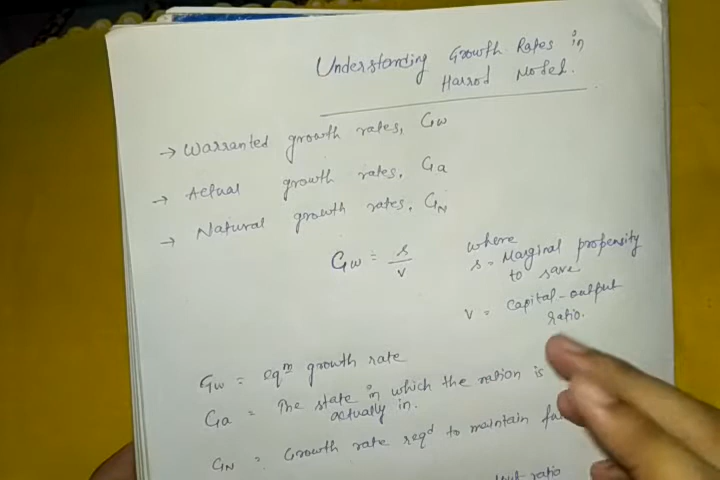 Understanding Growth Rates in
Harrod Model.
→ Warranted growth rates, Gw
→ Actual growth rates. Ga
→ Natural growth rates. GN
Gw = s/v
where
s = Marginal propensity
to save
v = Capital-output
ratio.
Gw = eqm growth rate
Ga = The state in which the nation is
actually in.
GN = Growth rate reqd to maintain
ratio